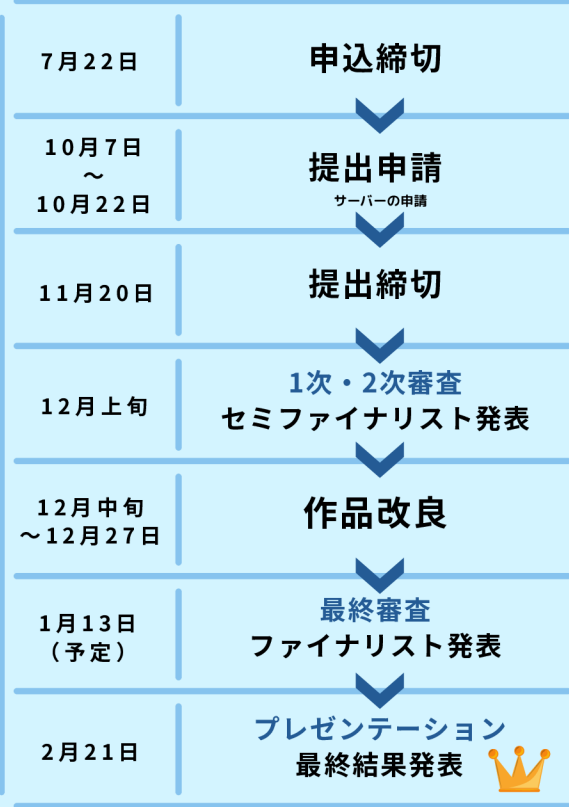 7月22日
申込締切
10月7日
～
10月22日
提出申請
サーバーの申請
11月20日
提出締切
12月上旬
1次・2次審査
セミファイナリスト発表
12月中旬
～12月27日
作品改良
1月13日
（予定）
最終審査
ファイナリスト発表
2月21日
プレゼンテーション
最終結果発表